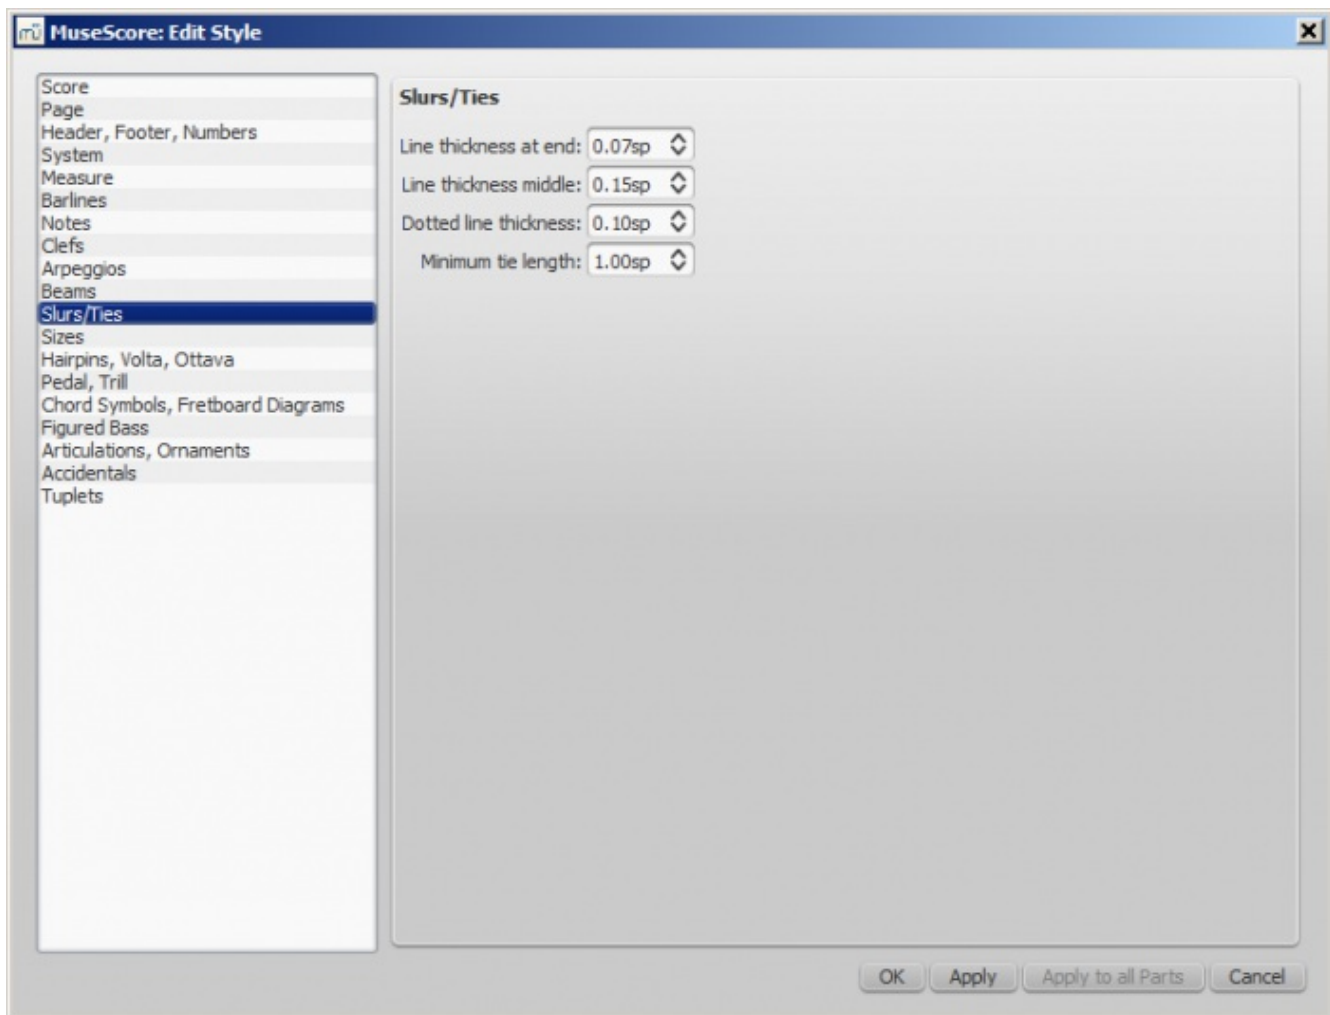 mü MuseScore: Edit Style
Score
Page
Header, Footer, Numbers
System
Measure
Barlines
Notes
Clefs
Arpeggios
Beams
Slurs/Ties
Sizes
Hairpins, Volta, Ottava
Pedal, Trill
Chord Symbols, Fretboard Diagrams
Figured Bass
Articulations, Ornaments
Accidentals
Tuplets
Slurs/Ties
Line thickness at end: 0.07sp
Line thickness middle: 0.15sp
Dotted line thickness: 0.10sp
Minimum tie length: 1.00sp
OK Apply Apply to all Parts Cancel